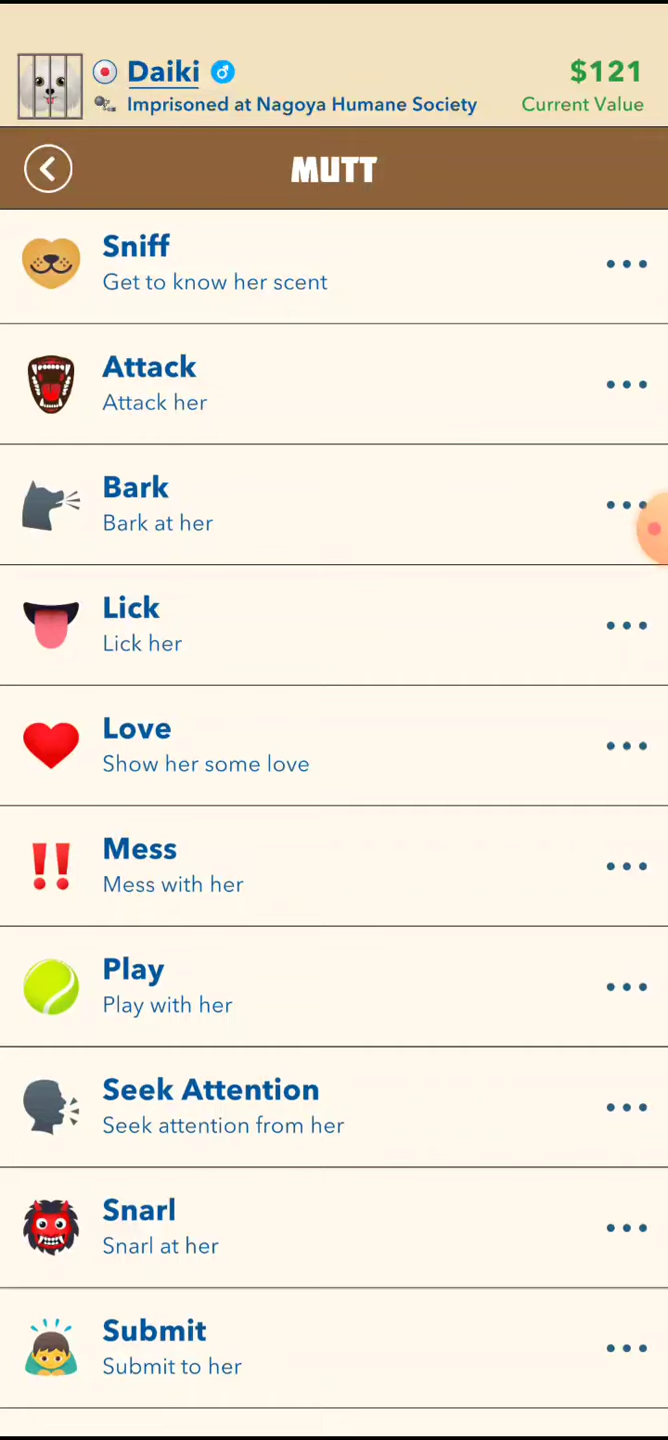 Daiki
$121
Imprisoned at Nagoya Humane Society
Current Value
MUTT
Sniff
Get to know her scent
Attack
Attack her
Bark
Bark at her
Lick
Lick her
Love
Show her some love
Mess
Mess with her
Play
Play with her
Seek Attention
Seek attention from her
Snarl
Snarl at her
Submit
Submit to her